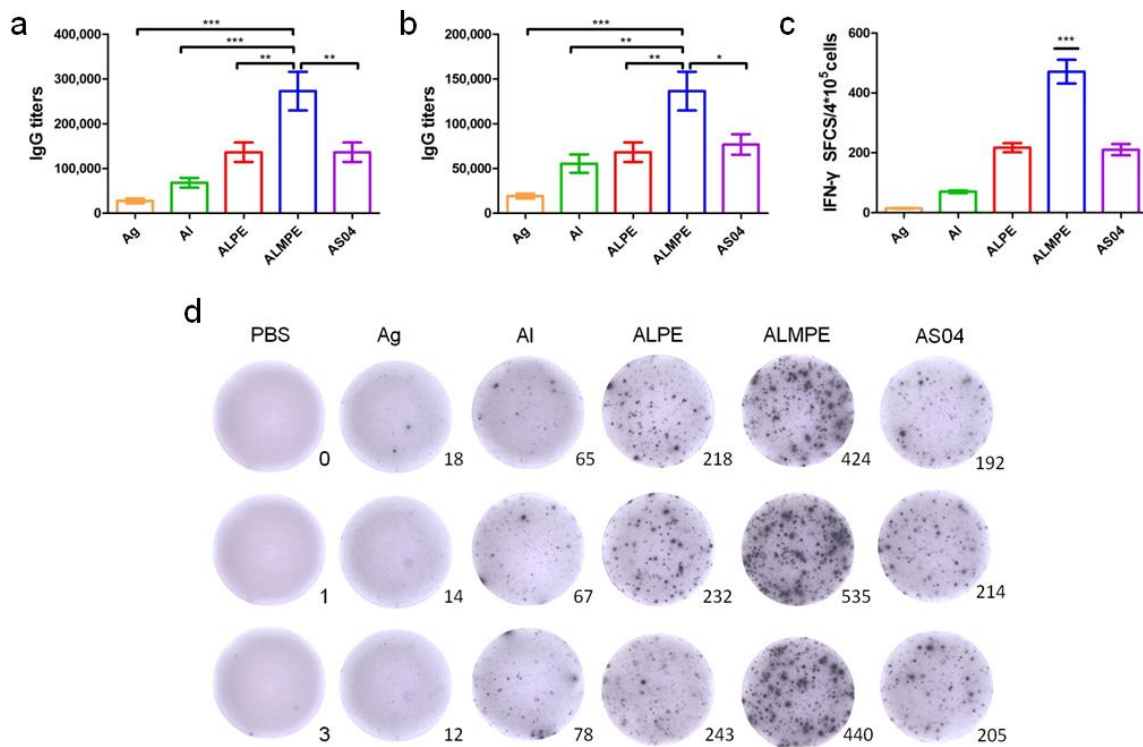 a
***
***
**
**
400,000
300,000
200,000
100,000
0
IgG titers
Ag
Al
ALPE
ALMPE
AS04
b
***
**
**
*
200,000
150,000
100,000
50,000
0
IgG titers
Ag
Al
ALPE
ALMPE
AS04
c
***
600
400
200
0
IFN-γ SFCS/4*10⁵cells
Ag
Al
ALPE
ALMPE
AS04
d
PBS Ag Al ALPE ALMPE AS04
0 18 65 218 424 192
1 14 67 232 535 214
3 12 78 243 440 205